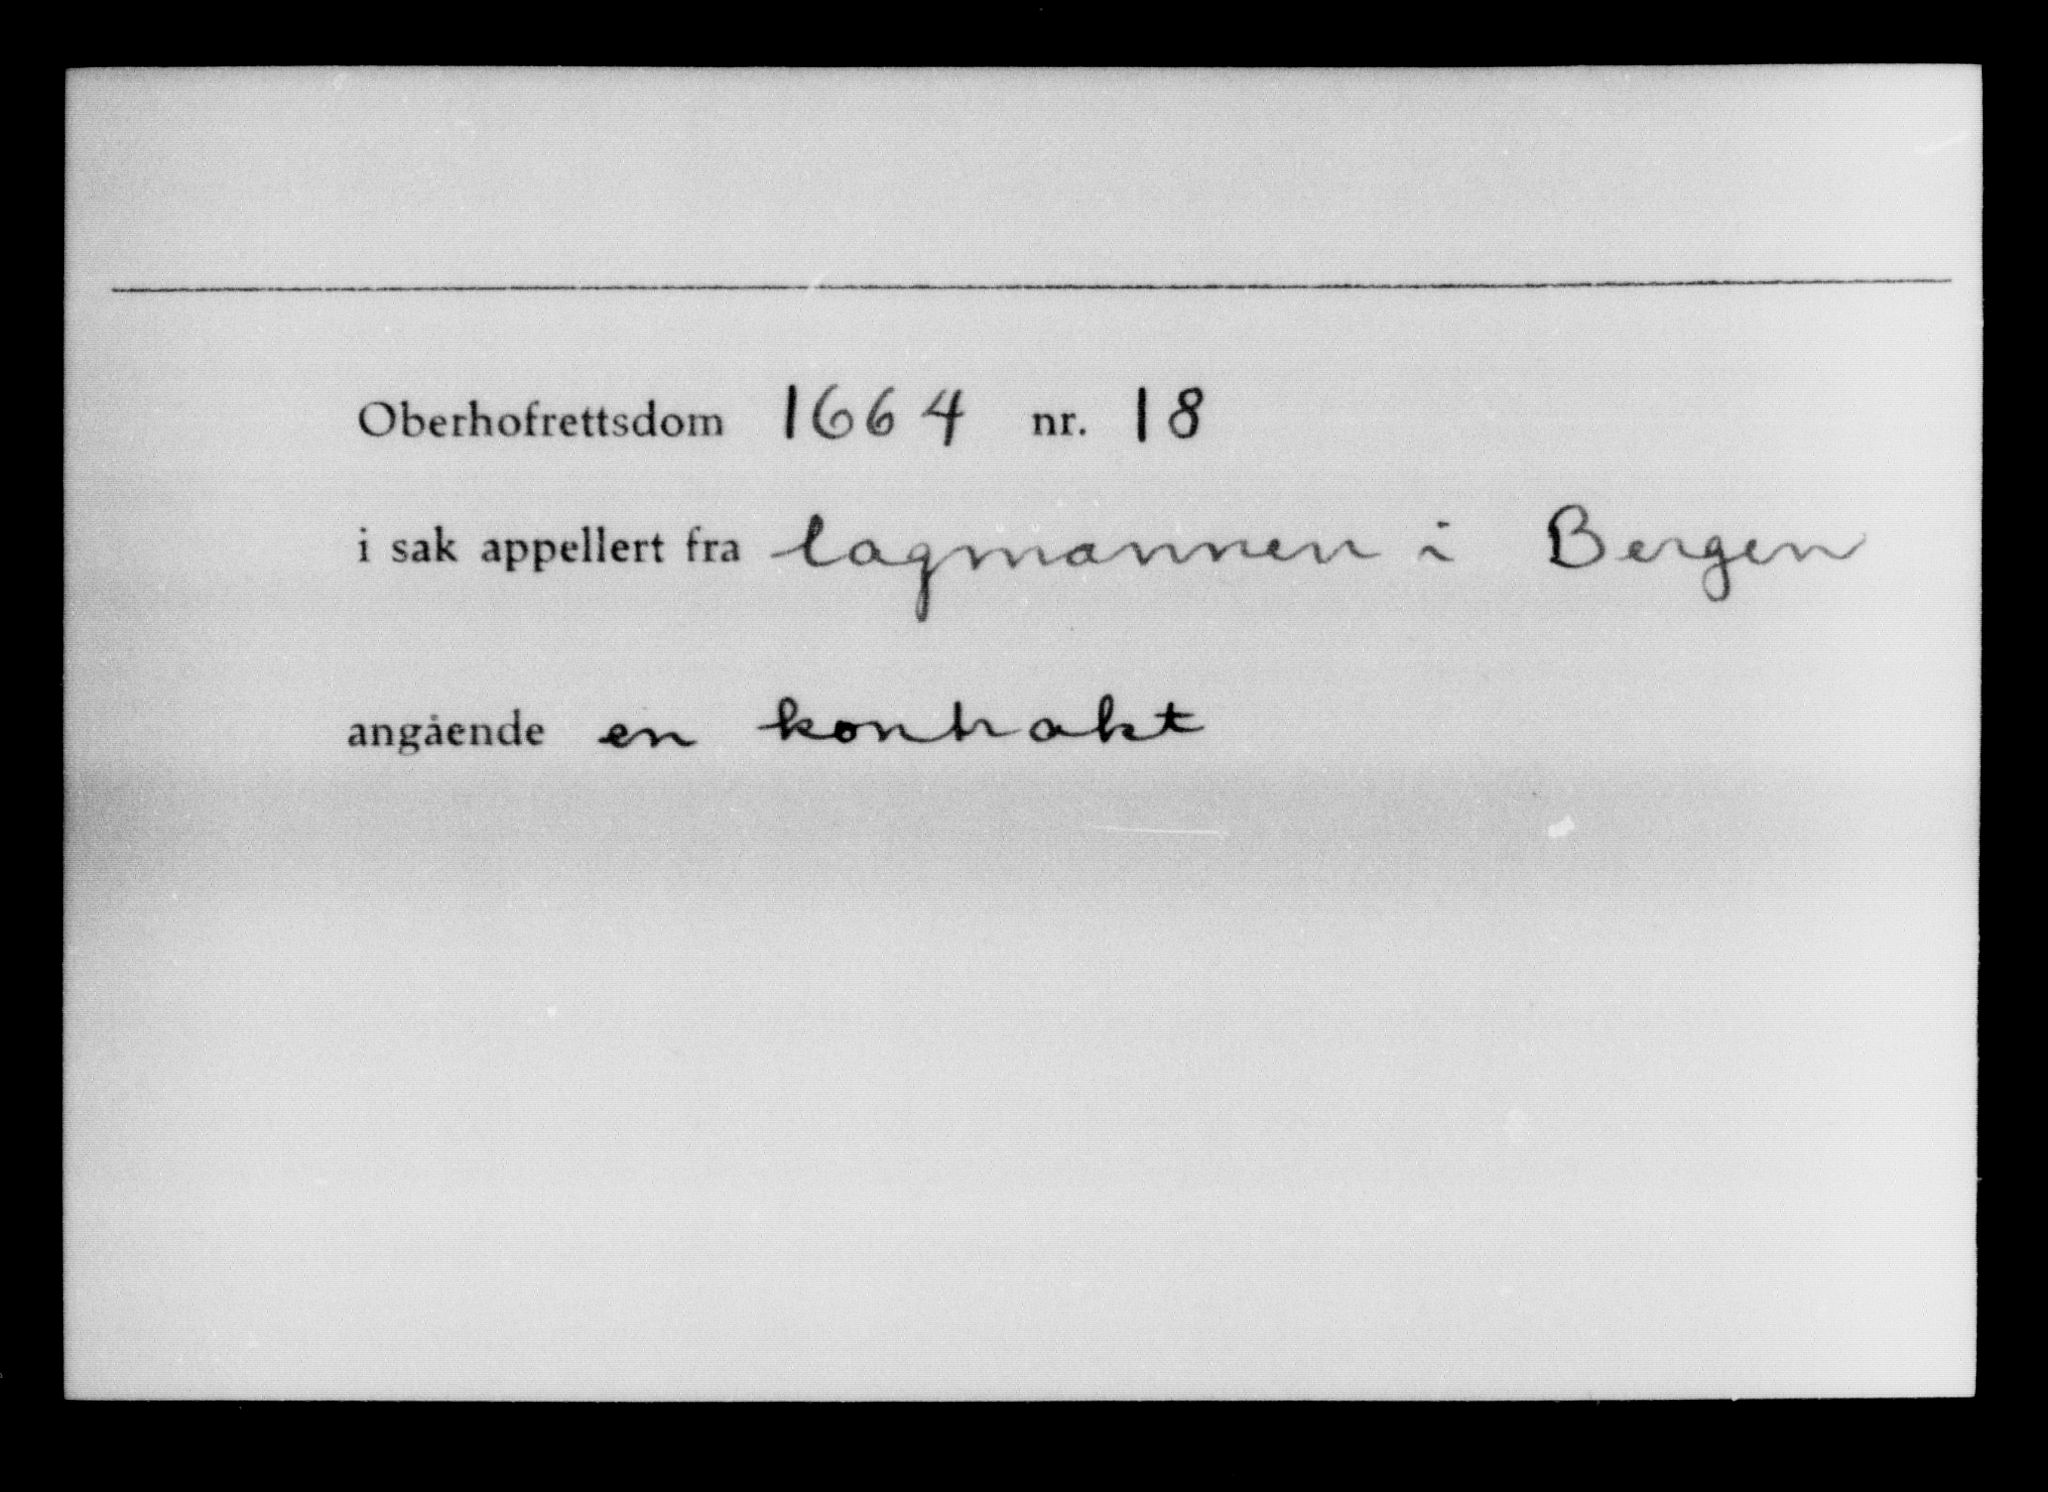 Oberhofrettsdom 1664 nr. 18
i sak appellert fra lagmannen i Bergen
angående en kontrakt